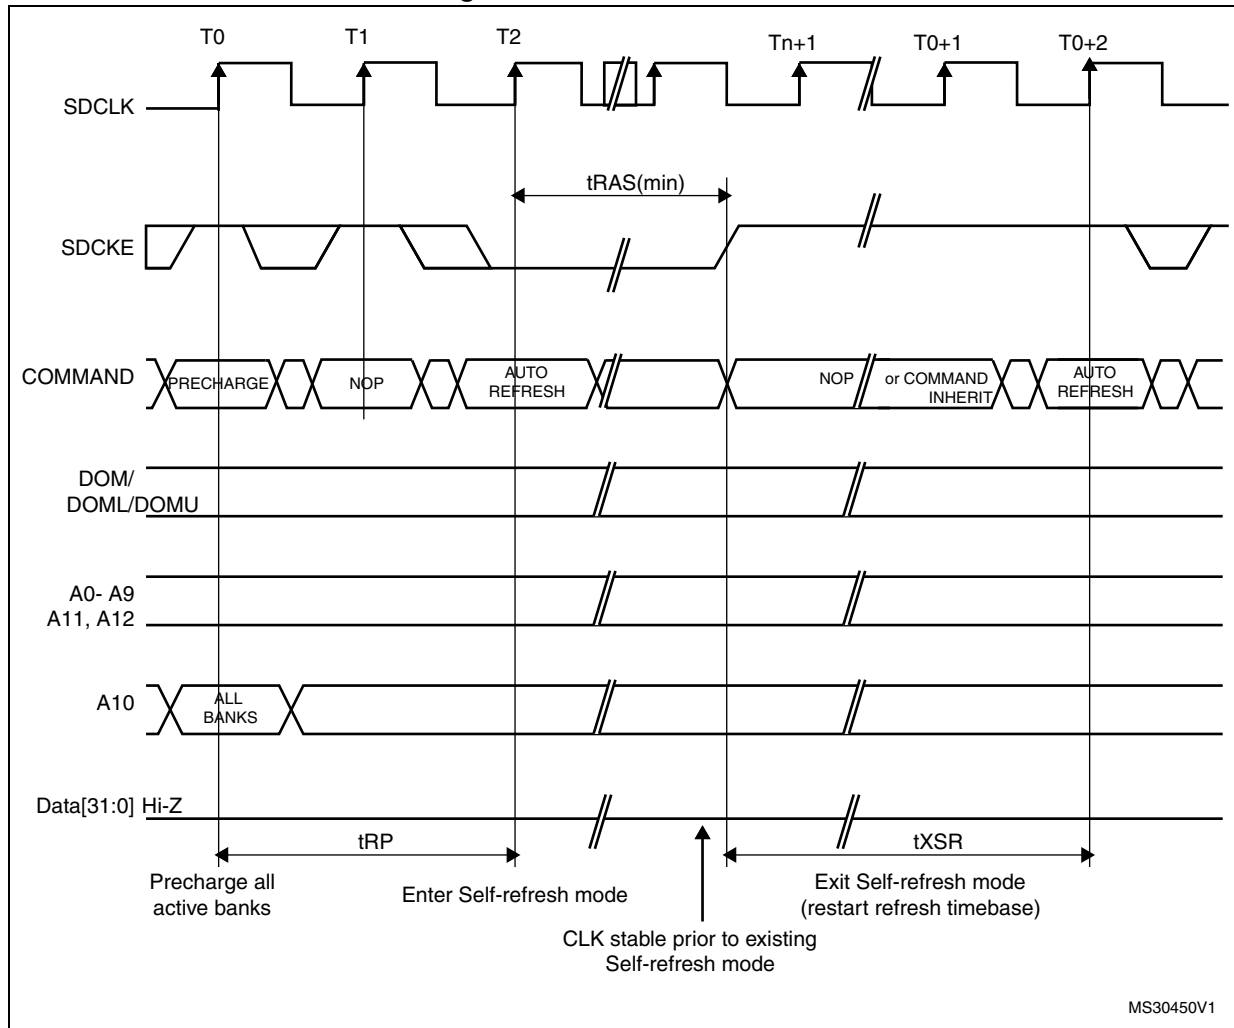 T0 T1 T2 Tn+1 T0+1 T0+2
SDCLK
tRAS(min)
SDCKE
COMMAND PRECHARGE NOP AUTO REFRESH NOP or COMMAND INHERIT AUTO REFRESH
DOM/
DOML/DOMU
A0- A9
A11, A12
A10
ALL
BANKS
Data[31:0] Hi-Z
tRP tXSR
Precharge all
active banks
Enter Self-refresh mode
Exit Self-refresh mode
(restart refresh timebase)
CLK stable prior to existing
Self-refresh mode
MS30450V1